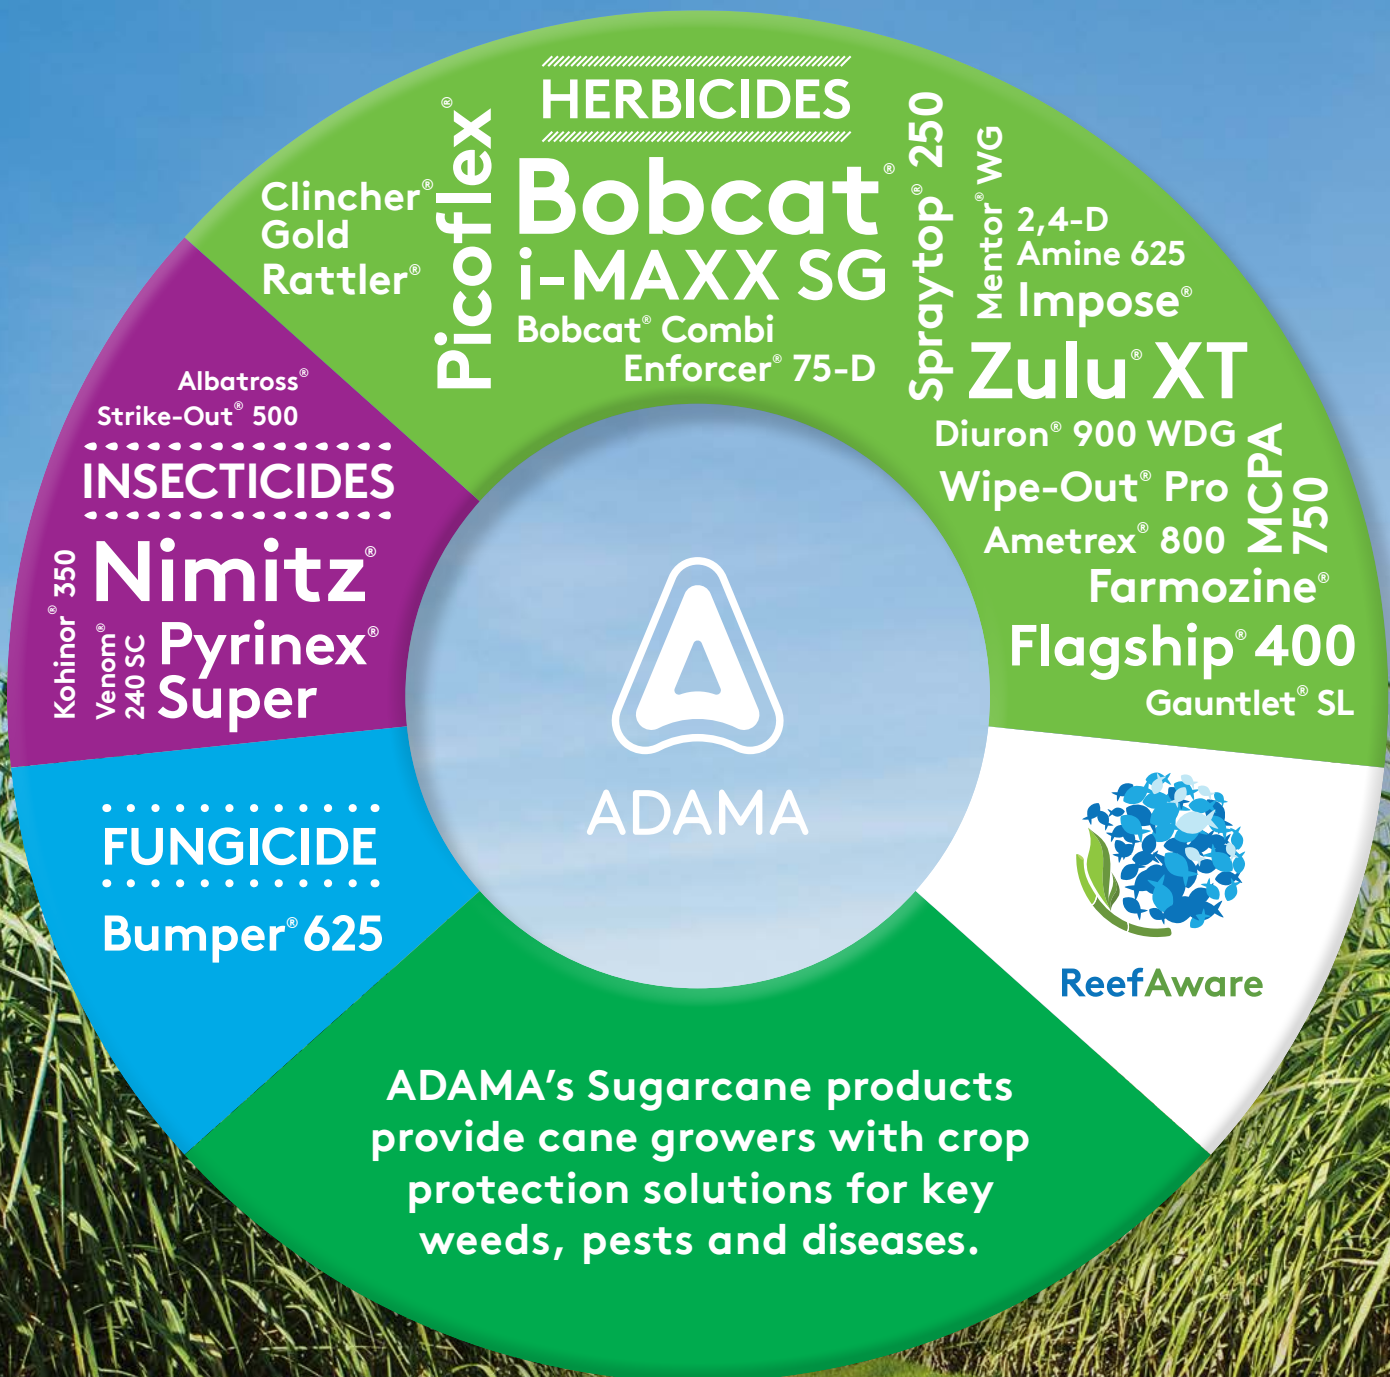 HERBICIDES
Clincher®
Gold
Rattler®
Picoflex®
Bobcat®
i-MAXX SG
Bobcat® Combi
Enforcer® 75-D
Spraytop® 250
Mentor® WG
2,4-D
Amine 625
Impose®
Zulu® XT
Diuron® 900 WDG
Wipe-Out® Pro
MCPA
750
Ametrex® 800
Farmozine®
Flagship® 400
Gauntlet® SL
Albatross®
Strike-Out® 500
INSECTICIDES
Nimitz®
Kohinor® 350
Venom®
240 SC
Pyrinex®
Super
FUNGICIDE
Bumper® 625
ADAMA
ReefAware
ADAMA's Sugarcane products
provide cane growers with crop
protection solutions for key
weeds, pests and diseases.